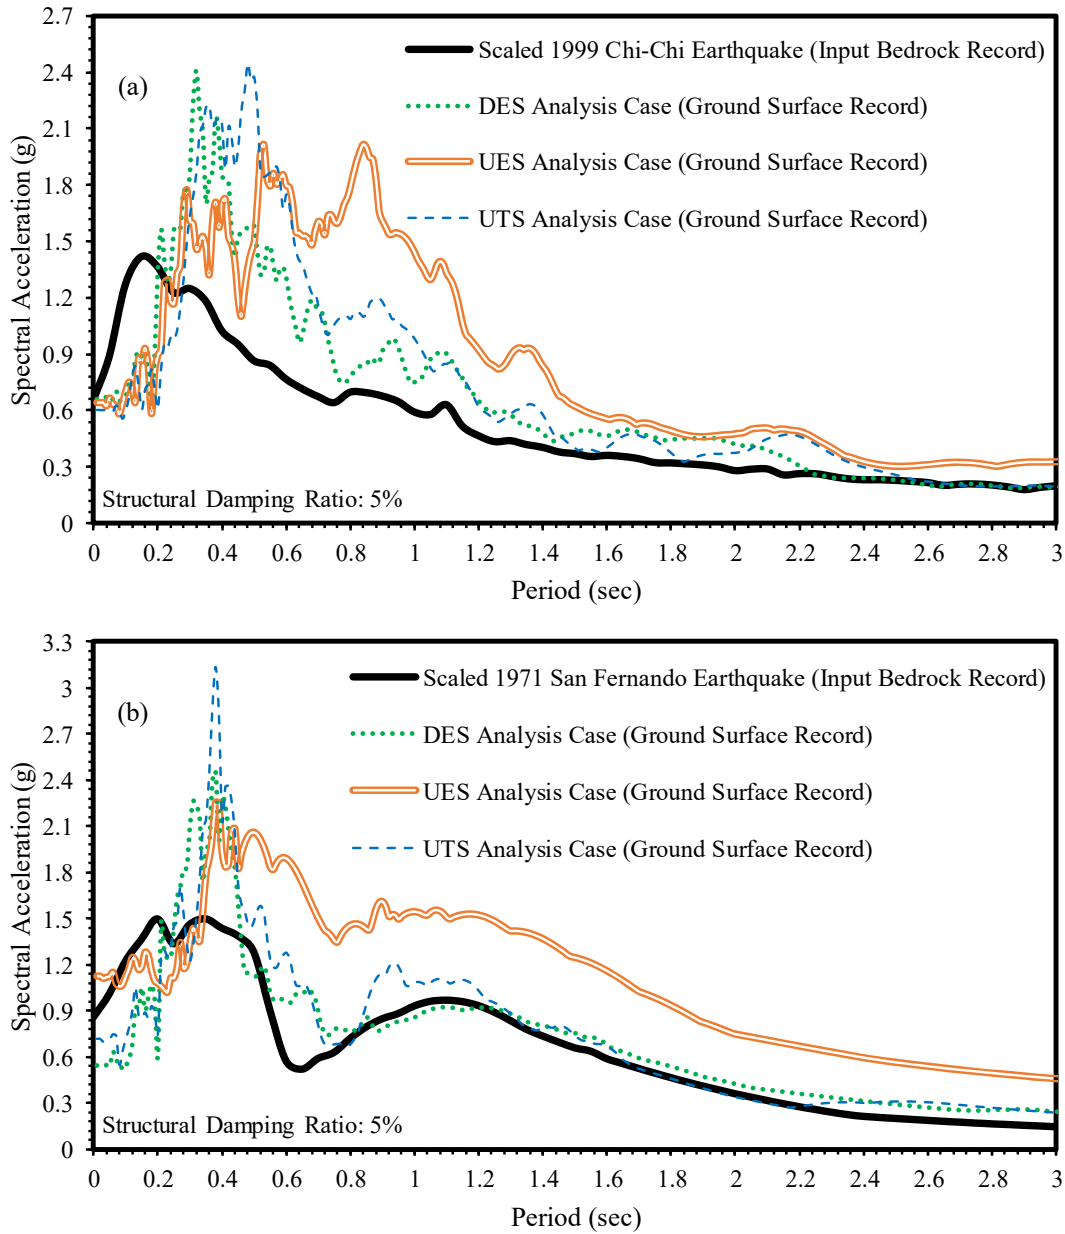 2.7
2.4
2.1
1.8
1.5
1.2
0.9
0.6
0.3
0
Spectral Acceleration (g)
(a)
Scaled 1999 Chi-Chi Earthquake (Input Bedrock Record)
DES Analysis Case (Ground Surface Record)
UES Analysis Case (Ground Surface Record)
UTS Analysis Case (Ground Surface Record)
Structural Damping Ratio: 5%
0 0.2 0.4 0.6 0.8 1 1.2 1.4 1.6 1.8 2 2.2 2.4 2.6 2.8 3
Period (sec)
3.3
3
2.7
2.4
2.1
1.8
1.5
1.2
0.9
0.6
0.3
0
Spectral Acceleration (g)
(b)
Scaled 1971 San Fernando Earthquake (Input Bedrock Record)
DES Analysis Case (Ground Surface Record)
UES Analysis Case (Ground Surface Record)
UTS Analysis Case (Ground Surface Record)
Structural Damping Ratio: 5%
0 0.2 0.4 0.6 0.8 1 1.2 1.4 1.6 1.8 2 2.2 2.4 2.6 2.8 3
Period (sec)